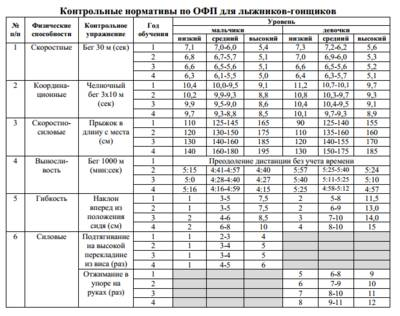 Контрольные нормативы по ОФП для лыжников-гонщиков
№ п/п Физические способности Контрольное упражнение Год обучения Уровень
мальчики девочки
низкий средний высокий низкий средний высокий
1 Скоростные Бег 30 м (сек) 1 7,1 7,0-6,0 5,4 7,3 7,2-6,2 5,6
2 6,8 6,7-5,7 5,1 7,0 6,9-6,0 5,3
3 6,6 6,5-5,6 5,1 6,6 6,5-5,6 5,2
4 6,3 6,1-5,5 5,0 6,4 6,3-5,7 5,1
2 Координационные Челночный бег 3х10 м (сек) 1 10,4 10,0-9,5 9,1 11,2 10,7-10,1 9,7
2 10,2 9,9-9,3 8,8 10,8 10,3-9,7 9,3
3 9,9 9,5-9,0 8,6 10,4 10,0-9,5 9,1
4 9,7 9,3-8,8 8,5 10,1 9,7-9,3 8,9
3 Скоростно-силовые Прыжок в длину с места (см) 1 110 125-145 165 90 125-140 155
2 120 130-150 175 110 135-160 160
3 130 140-160 185 120 140-155 170
4 140 160-180 195 130 150-175 185
4 Выносливость Бег 1000 м (мин:сек) 1 Преодоление дистанции без учета времени
2 5:15 4:41-4:57 4:40 5:57 5:25-5:40 5:24
3 5:0 4:28-4:40 4:27 5:40 5:11-5:25 5:10
4 5:16 4:16-4:59 4:15 5:25 4:58-5:12 4:57
5 Гибкость Наклон вперед из положения сидя (см) 1 1 3-5 7,5 2 5-8 11,5
2 1 3-5 7,5 2 6-9 13,0
3 2 4-6 8,5 3 7-10 14,0
4 2 6-8 10 4 8-10 15
6 Силовые Подтягивание на высокой перекладине из виса (раз) 1 1 2-3 4
2 1 3-4 5
3 1 3-4 5
4 1 4-5 6
Отжимание в упоре на руках (раз) 1 5 6-8 9
2 6 7-9 10
3 7 8-10 11
4 8 9-11 12